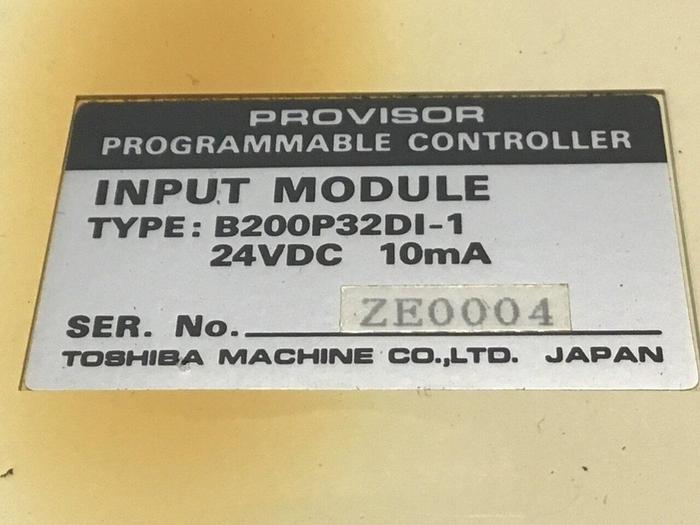 PROVISOR
PROGRAMMABLE CONTROLLER
INPUT MODULE
TYPE: B200P32DI-1
24VDC 10mA
SER. No. ZE0004
TOSHIBA MACHINE CO.,LTD. JAPAN